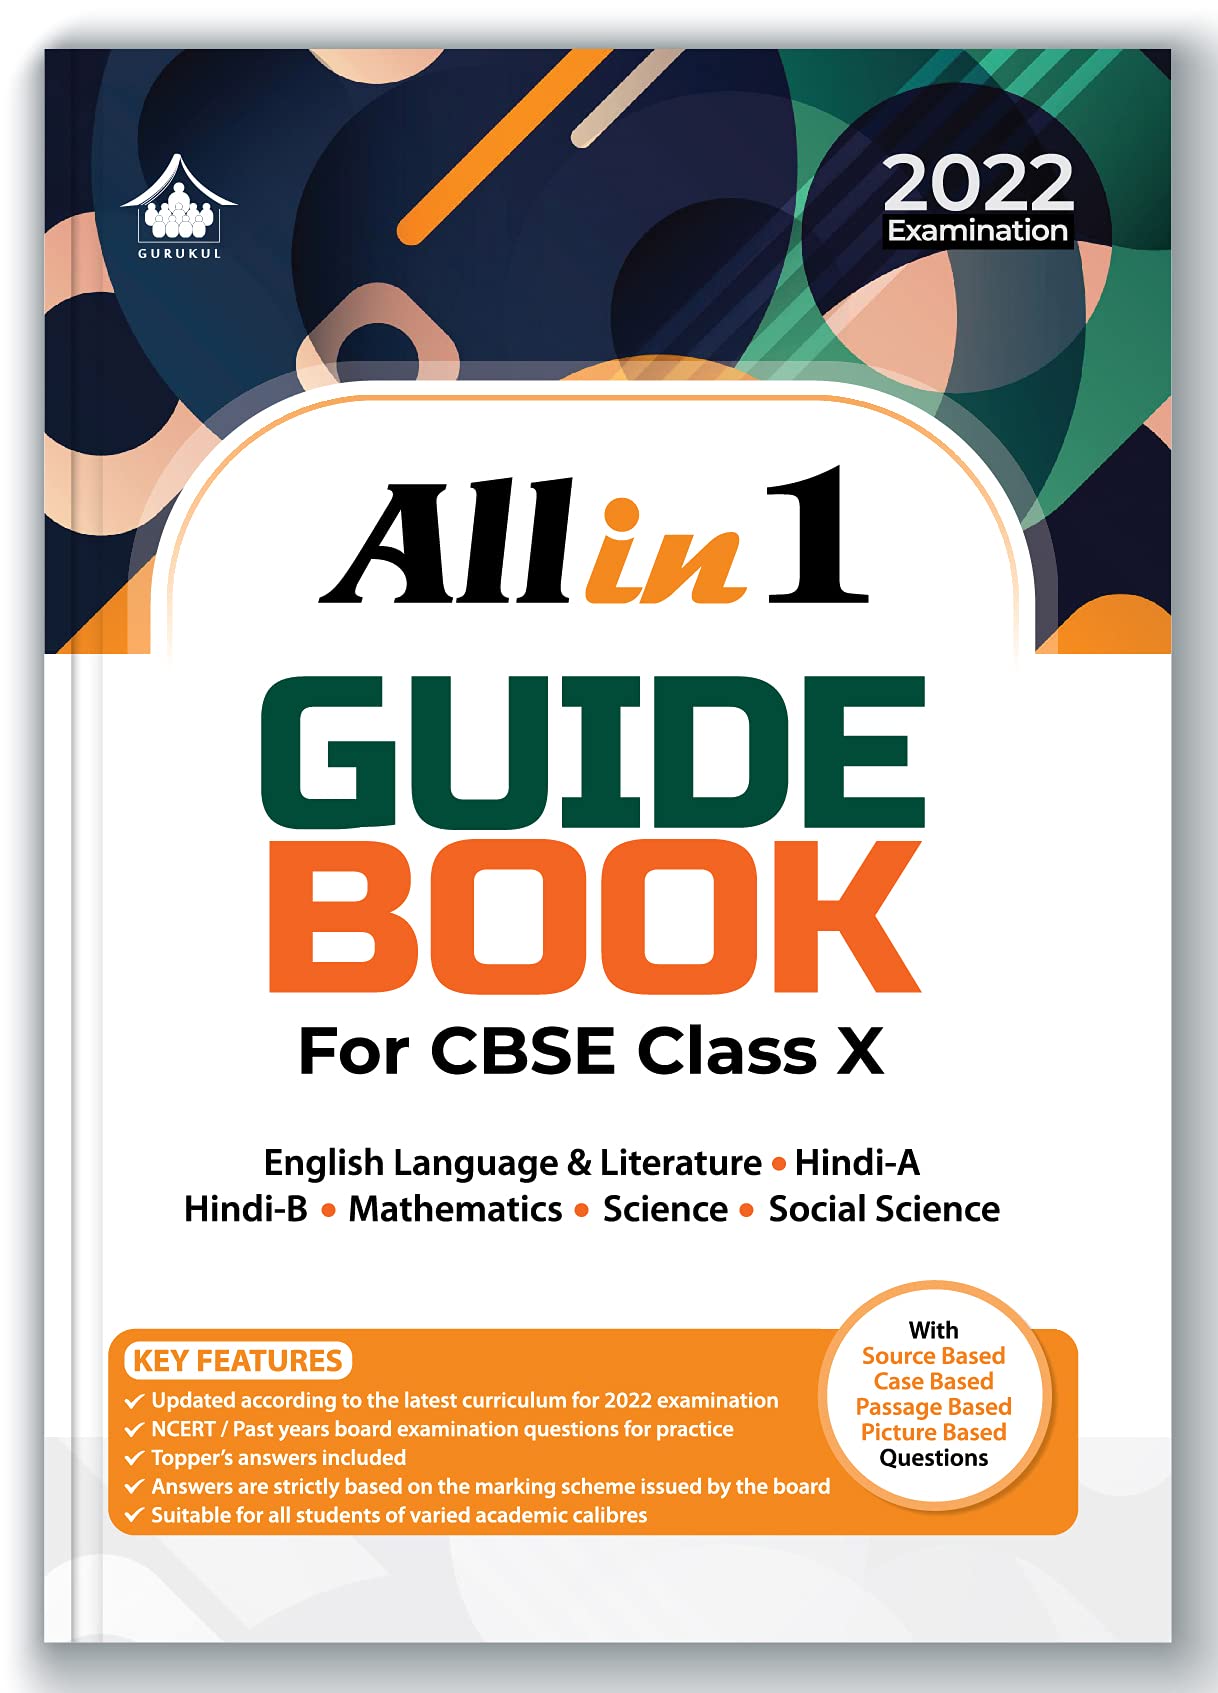 GURUKUL
2022
Examination
All in 1
GUIDE
BOOK
For CBSE Class X
English Language & Literature • Hindi-A
Hindi-B • Mathematics • Science • Social Science
KEY FEATURES
✓ Updated according to the latest curriculum for 2022 examination
✓ NCERT / Past years board examination questions for practice
✓ Topper's answers included
✓ Answers are strictly based on the marking scheme issued by the board
✓ Suitable for all students of varied academic calibres
With
Source Based
Case Based
Passage Based
Picture Based
Questions